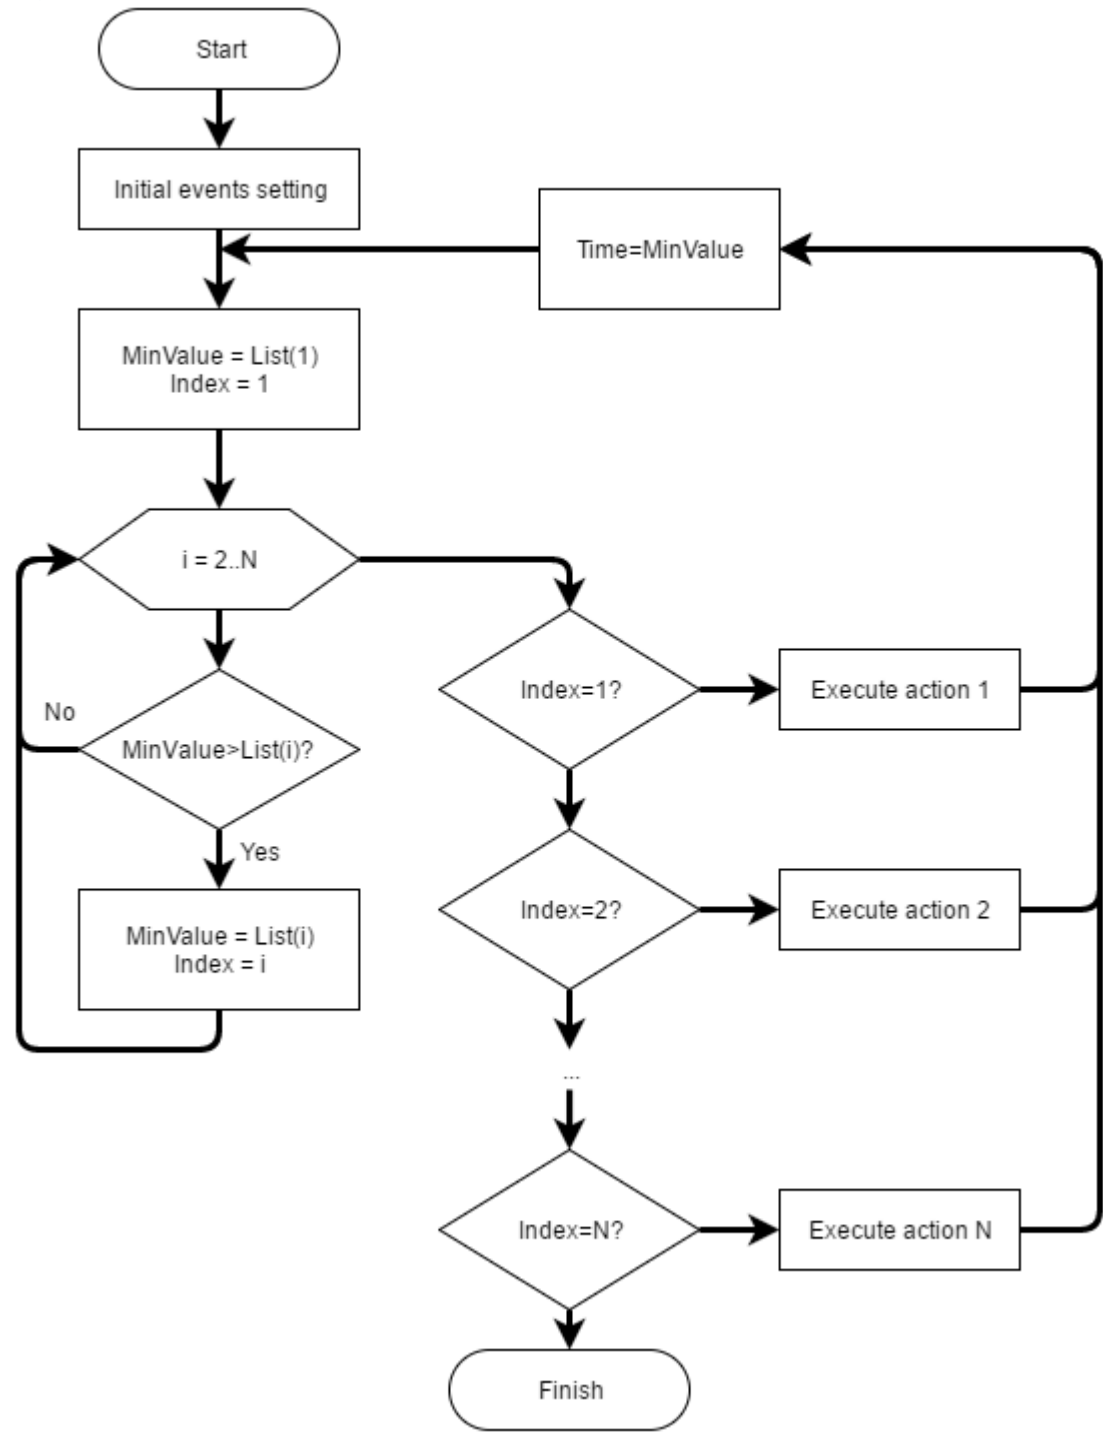 Start
Initial events setting
Time=MinValue
MinValue = List(1)
Index = 1
i = 2..N
No
MinValue>List(i)?
Yes
MinValue = List(i)
Index = i
Index=1?
Execute action 1
Index=2?
Execute action 2
...
Index=N?
Execute action N
Finish